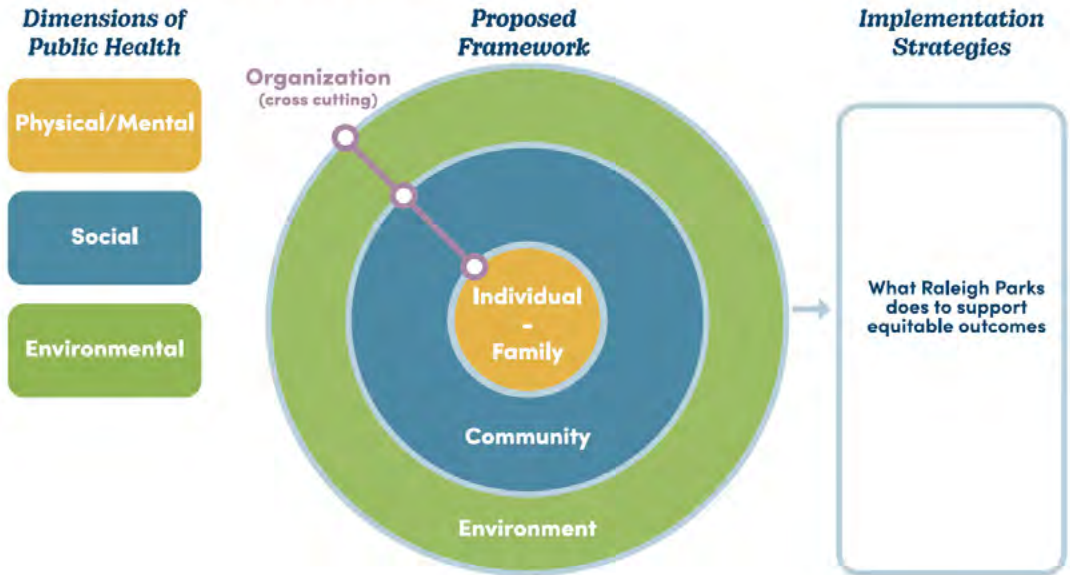 Dimensions of
Public Health
Physical/Mental
Social
Environmental
Proposed
Framework
Organization
(cross cutting)
Individual
-
Family
Community
Environment
Implementation
Strategies
What Raleigh Parks
does to support
equitable outcomes